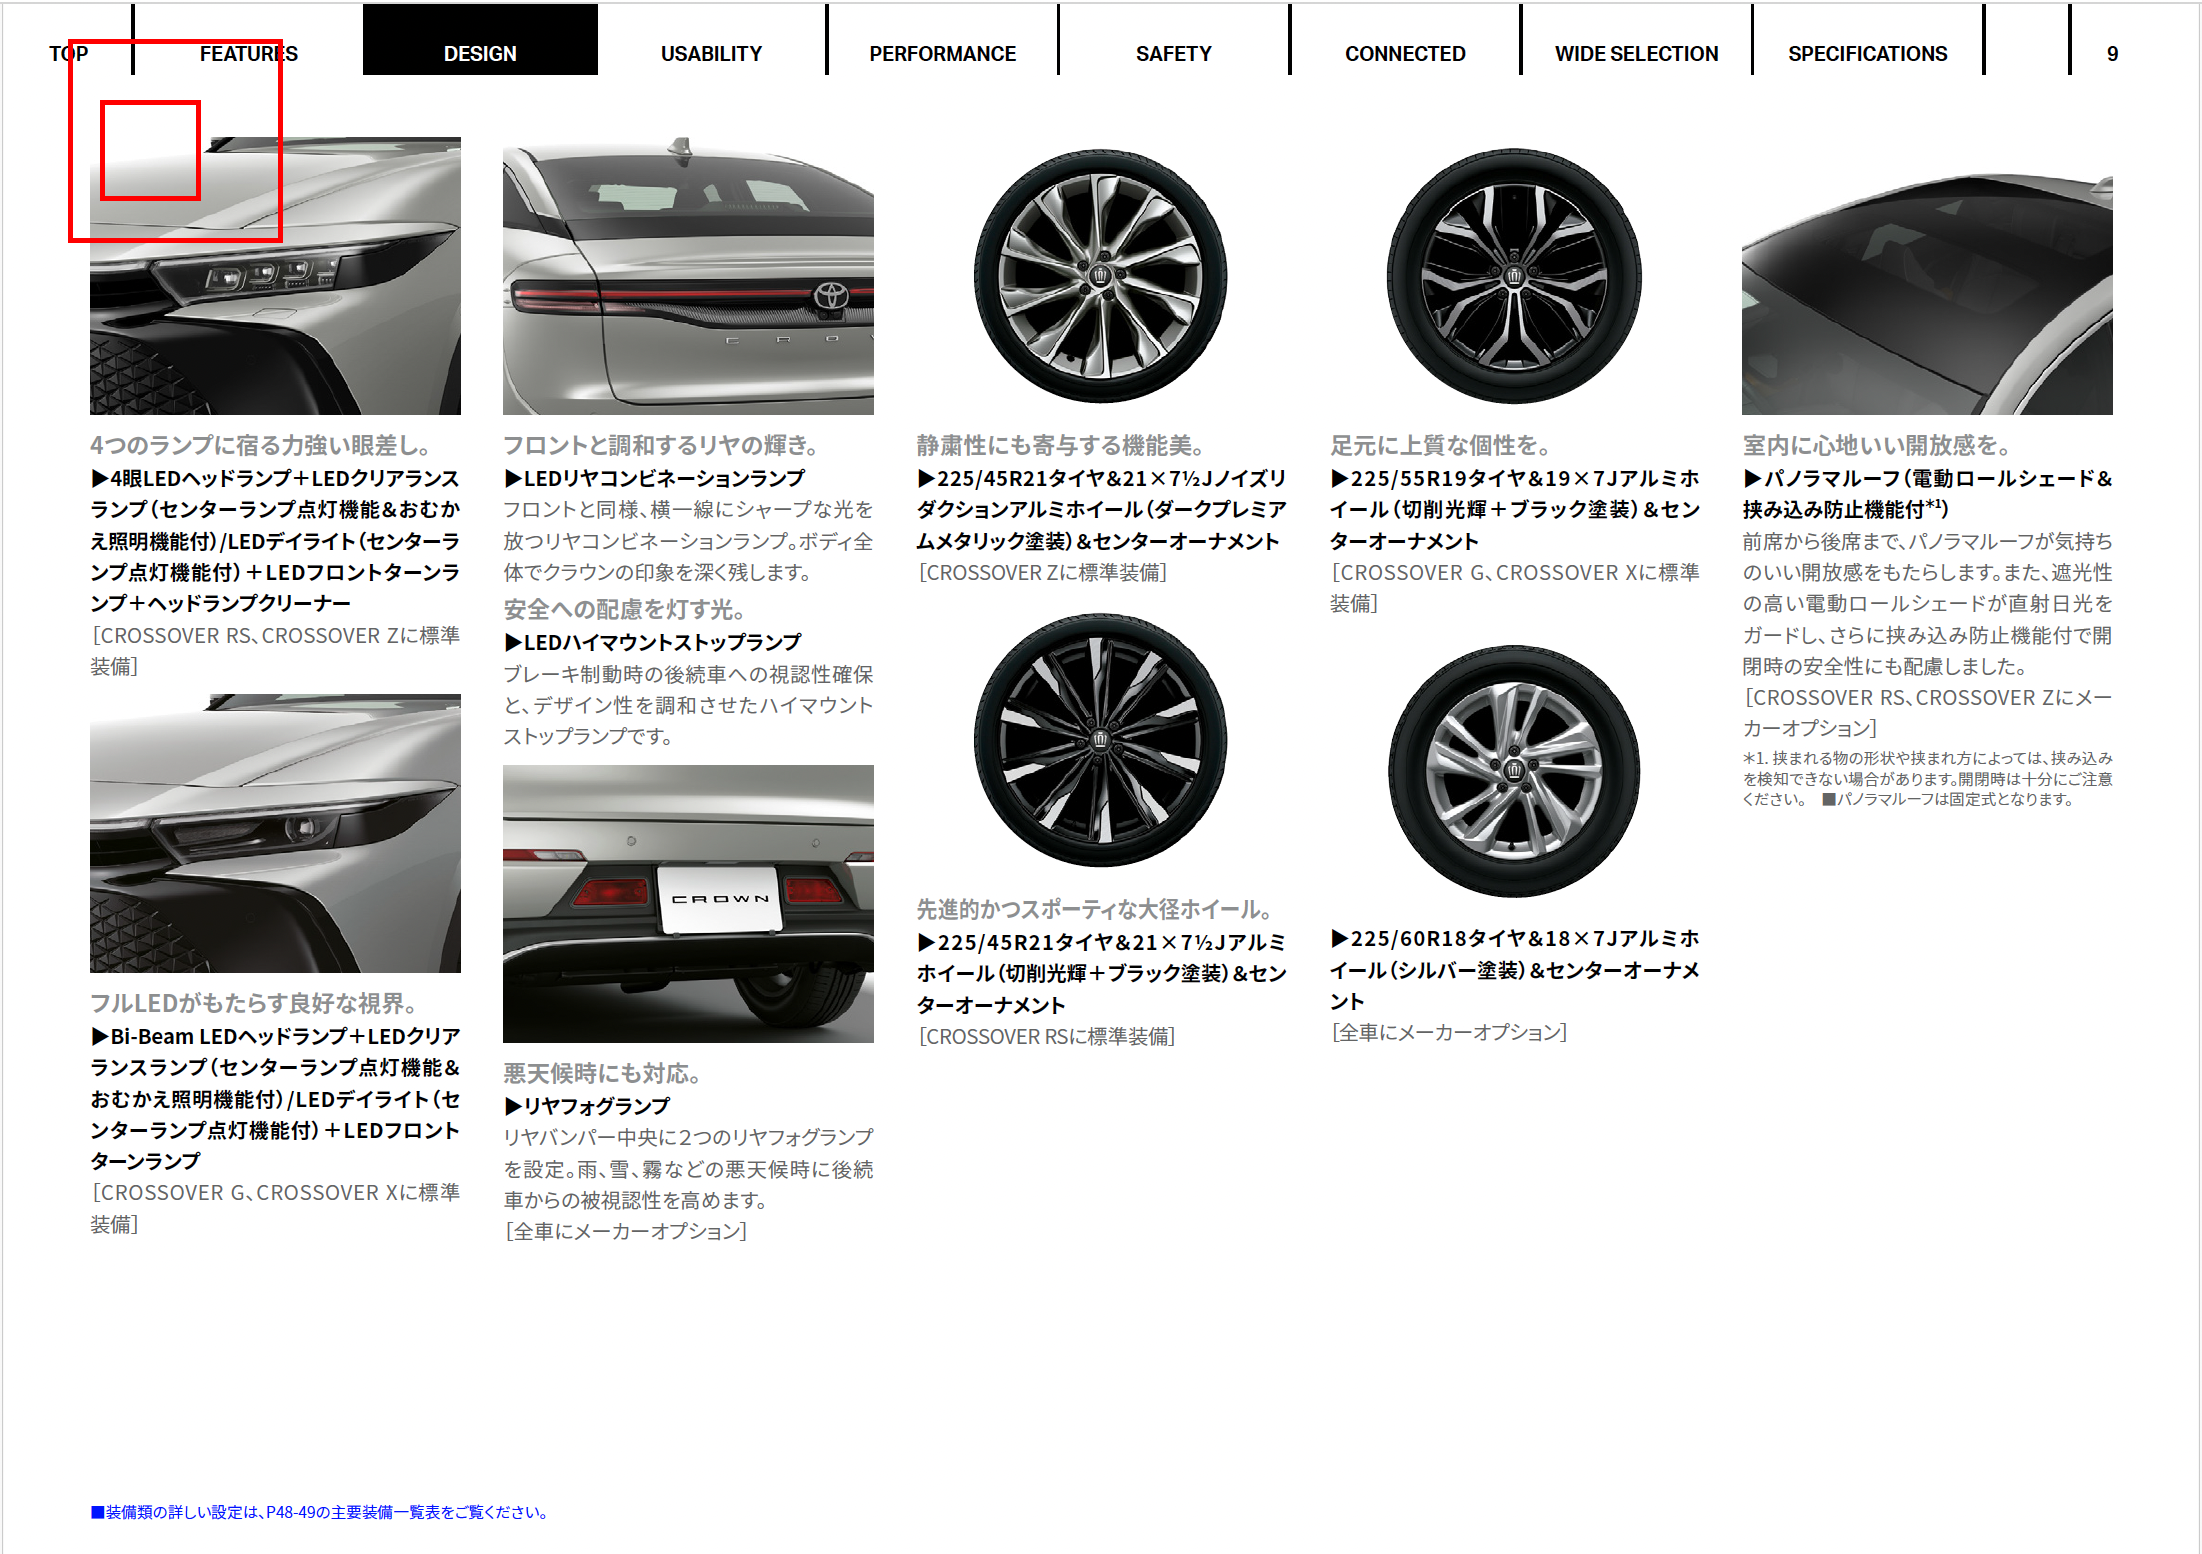 TOP
FEATURES
DESIGN
USABILITY
PERFORMANCE
SAFETY
CONNECTED
WIDE SELECTION
SPECIFICATIONS
9
4つのランプに宿る力強い眼差し。
▶4眼LEDヘッドランプ＋LEDクリアランス
ランプ（センターランプ点灯機能＆おむか
え照明機能付）/LEDデイライト（センターラ
ンプ点灯機能付）＋LEDフロントターンラ
ンプ＋ヘッドランプクリーナー
［CROSSOVER RS、CROSSOVER Zに標準
装備］
フルLEDがもたらす良好な視界。
▶Bi-Beam LEDヘッドランプ＋LEDクリア
ランスランプ（センターランプ点灯機能＆
おむかえ照明機能付）/LEDデイライト（セ
ンターランプ点灯機能付）＋LEDフロント
ターンランプ
［CROSSOVER G、CROSSOVER Xに標準
装備］
CROW
フロントと調和するリヤの輝き。
▶LEDリヤコンビネーションランプ
フロントと同様、横一線にシャープな光を
放つリヤコンビネーションランプ。ボディ全
体でクラウンの印象を深く残します。
安全への配慮を灯す光。
▶LEDハイマウントストップランプ
ブレーキ制動時の後続車への視認性確保
と、デザイン性を調和させたハイマウント
ストップランプです。
CROWN
悪天候時にも対応。
▶リヤフォグランプ
リヤバンパー中央に2つのリヤフォグランプ
を設定。雨、雪、霧などの悪天候時に後続
車からの被視認性を高めます。
［全車にメーカーオプション］
静粛性にも寄与する機能美。
▶225/45R21タイヤ＆21×7½Jノイズリ
ダクションアルミホイール（ダークプレミア
ムメタリック塗装）＆センターオーナメント
［CROSSOVER Zに標準装備］
先進的かつスポーティな大径ホイール。
▶225/45R21タイヤ＆21×7½Jアルミ
ホイール（切削光輝＋ブラック塗装）＆セン
ターオーナメント
［CROSSOVER RSに標準装備］
足元に上質な個性を。
▶225/55R19タイヤ＆19×7Jアルミホ
イール（切削光輝＋ブラック塗装）＆セン
ターオーナメント
［CROSSOVER G、CROSSOVER Xに標準
装備］
▶225/60R18タイヤ＆18×7Jアルミホ
イール（シルバー塗装）＆センターオーナメ
ント
［全車にメーカーオプション］
室内に心地いい開放感を。
▶パノラマルーフ（電動ロールシェード＆
挟み込み防止機能付＊1）
前席から後席まで、パノラマルーフが気持ち
のいい開放感をもたらします。また、遮光性
の高い電動ロールシェードが直射日光を
ガードし、さらに挟み込み防止機能付で開
閉時の安全性にも配慮しました。
［CROSSOVER RS、CROSSOVER Zにメー
カーオプション］
＊1. 挟まれる物の形状や挟まれ方によっては、挟み込み
を検知できない場合があります。開閉時は十分にご注意
ください。 ■パノラマルーフは固定式となります。
■装備類の詳しい設定は、P48-49の主要装備一覧表をご覧ください。